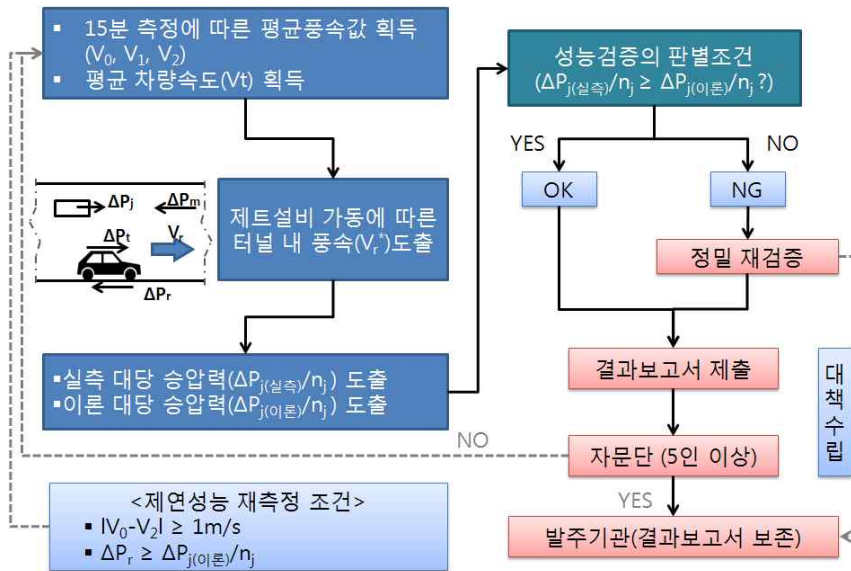 ▪ 15분 측정에 따른 평균풍속값 획득
(V₀, V₁, V₂)
▪ 평균 차량속도(Vt) 획득
ΔPⱼ
ΔPₘ
ΔPₜ
Vᵣ
ΔPᵣ
제트설비 가동에 따른
터널 내 풍속(Vᵣ*)도출
▪실측 대당 승압력(ΔPⱼ(실측)/nⱼ) 도출
▪이론 대당 승압력(ΔPⱼ(이론)/nⱼ) 도출
<제연성능 재측정 조건>
▪ |V₀-V₂| ≥ 1m/s
▪ ΔPᵣ ≥ ΔPⱼ(이론)/nⱼ
성능검증의 판별조건
(ΔPⱼ(실측)/nⱼ ≥ ΔPⱼ(이론)/nⱼ ?)
YES
NO
OK
NG
정밀 재검증
결과보고서 제출
NO
자문단 (5인 이상)
YES
발주기관(결과보고서 보존)
대
책
수
립